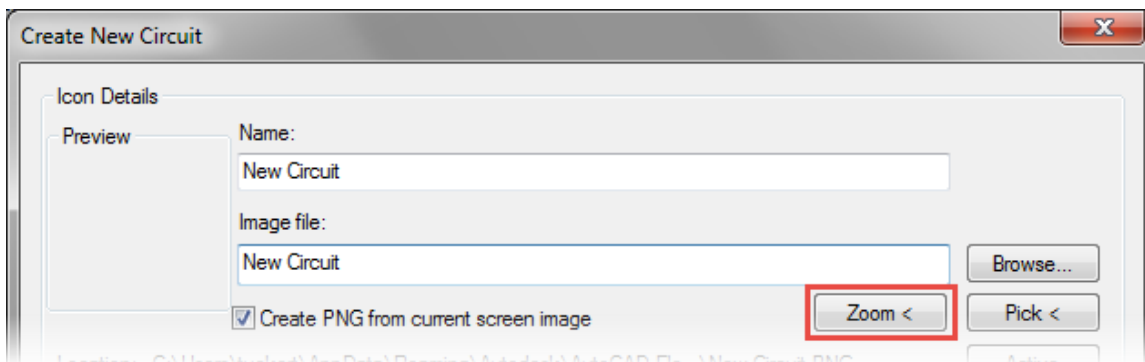 Create New Circuit
X
Icon Details
Preview
Name:
New Circuit
Image file:
New Circuit
Browse...
Create PNG from current screen image
Zoom <
Pick <
Active